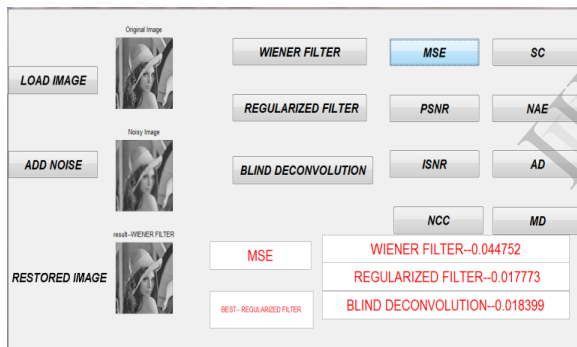 Original Image
WIENER FILTER
MSE
SC
LOAD IMAGE
REGULARIZED FILTER
PSNR
NAE
Noisy Image
ADD NOISE
BLIND DECONVOLUTION
ISNR
AD
NCC
MD
result--WIENER FILTER
RESTORED IMAGE
MSE
WIENER FILTER--0.044752
REGULARIZED FILTER--0.017773
BEST-- REGULARIZED FILTER
BLIND DECONVOLUTION--0.018399